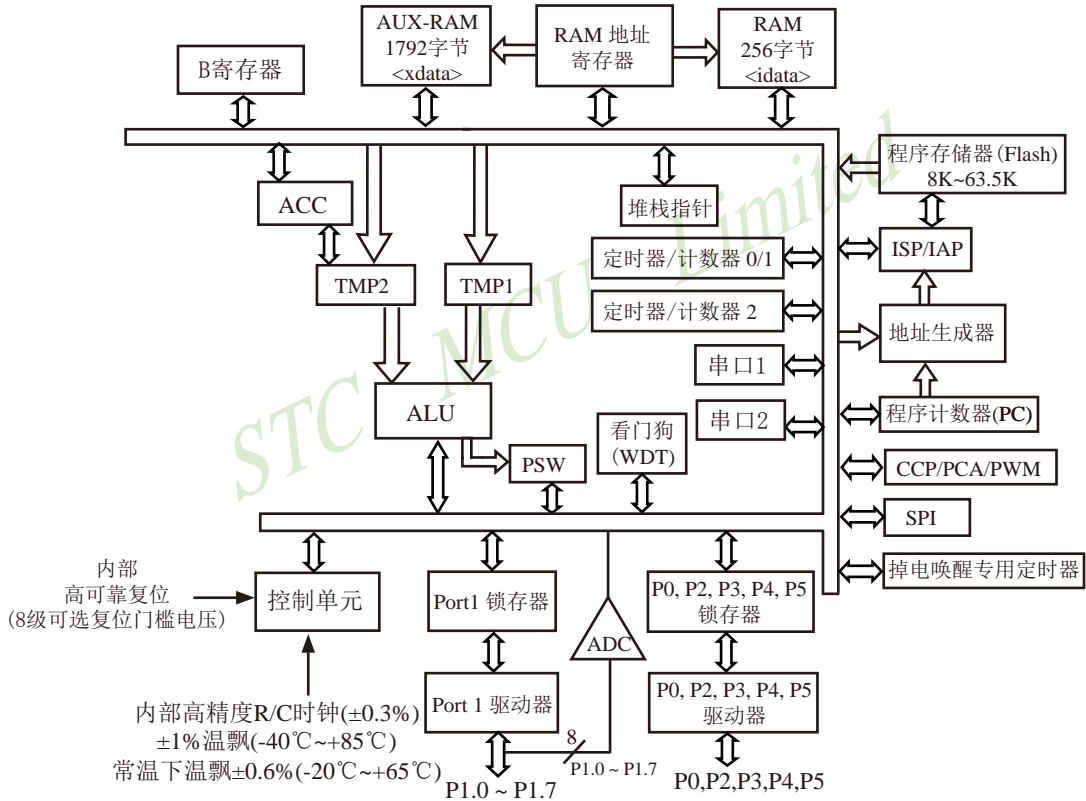 AUX-RAM
1792字节
<xdata>
RAM 地址
寄存器
RAM
256字节
<idata>
B寄存器
程序存储器(Flash)
8K~63.5K
ACC
堆栈指针
ISP/IAP
定时器/计数器 0/1
TMP2
TMP1
定时器/计数器 2
地址生成器
串口1
ALU
串口2
程序计数器(PC)
看门狗
(WDT)
PSW
CCP/PCA/PWM
SPI
掉电唤醒专用定时器
内部
高可靠复位
(8级可选复位门槛电压)
控制单元
Port1 锁存器
ADC
P0, P2, P3, P4, P5
锁存器
Port 1 驱动器
P0, P2, P3, P4, P5
驱动器
内部高精度R/C时钟(±0.3%)
±1%温飘(-40℃~+85℃)
常温下温飘±0.6%(-20℃~+65℃)
8
P1.0 ~ P1.7
P1.0 ~ P1.7
P0,P2,P3,P4,P5
STC MCU Limited